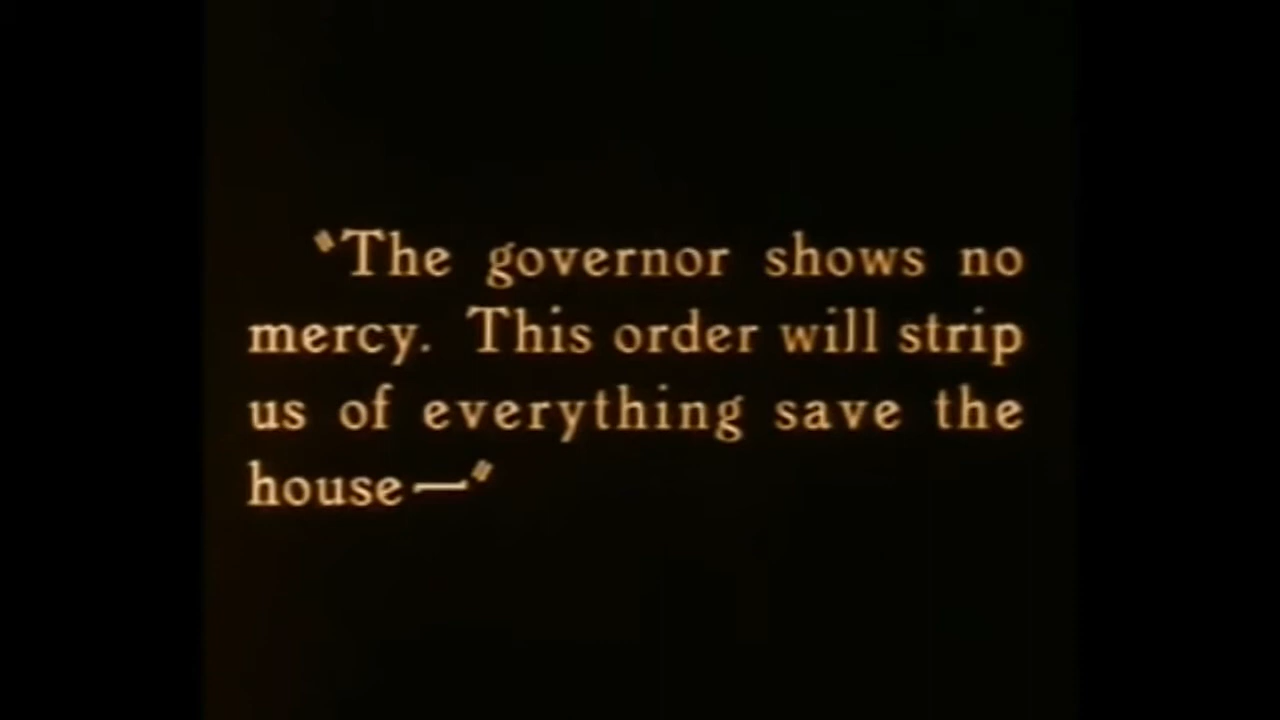 "The governor shows no
mercy. This order will strip
us of everything save the
house—"